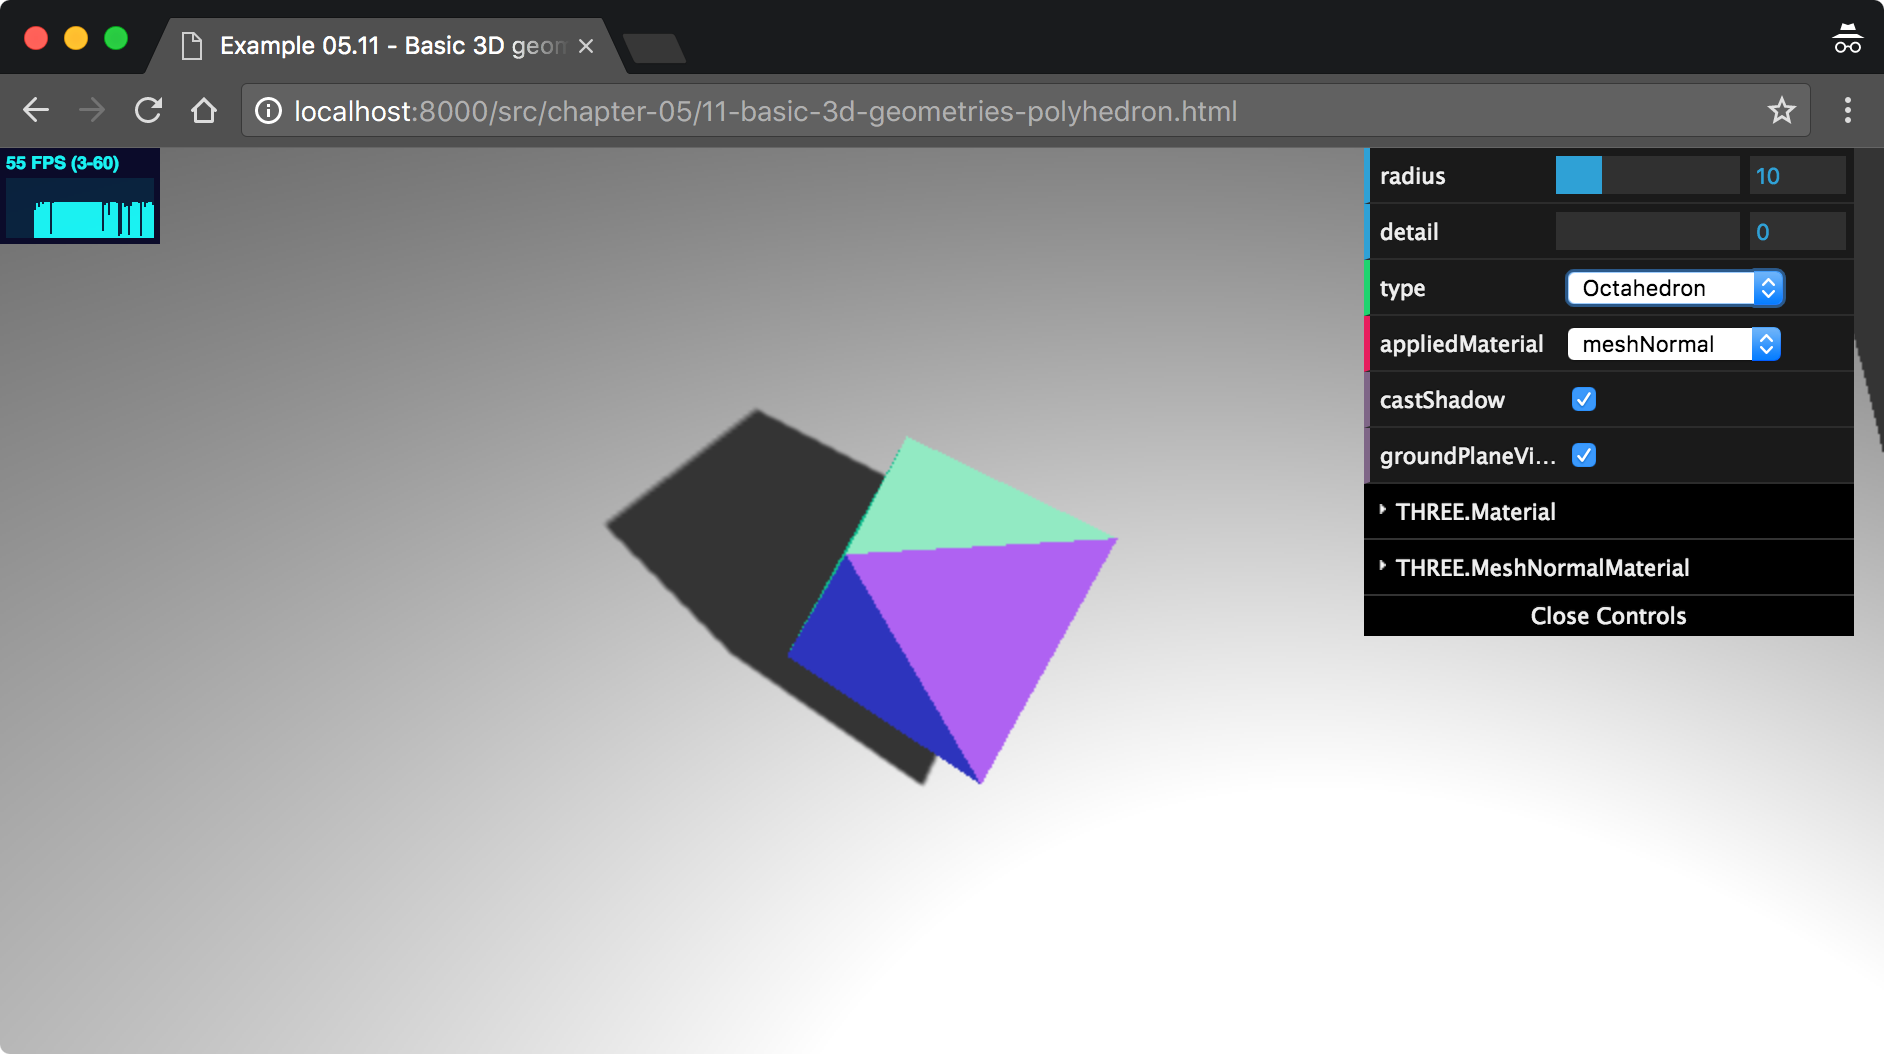 Example 05.11 - Basic 3D geom
localhost:8000/src/chapter-05/11-basic-3d-geometries-polyhedron.html
55 FPS (3-60)
radius 10
detail 0
type Octahedron
appliedMaterial meshNormal
castShadow
groundPlaneVi...
THREE.Material
THREE.MeshNormalMaterial
Close Controls